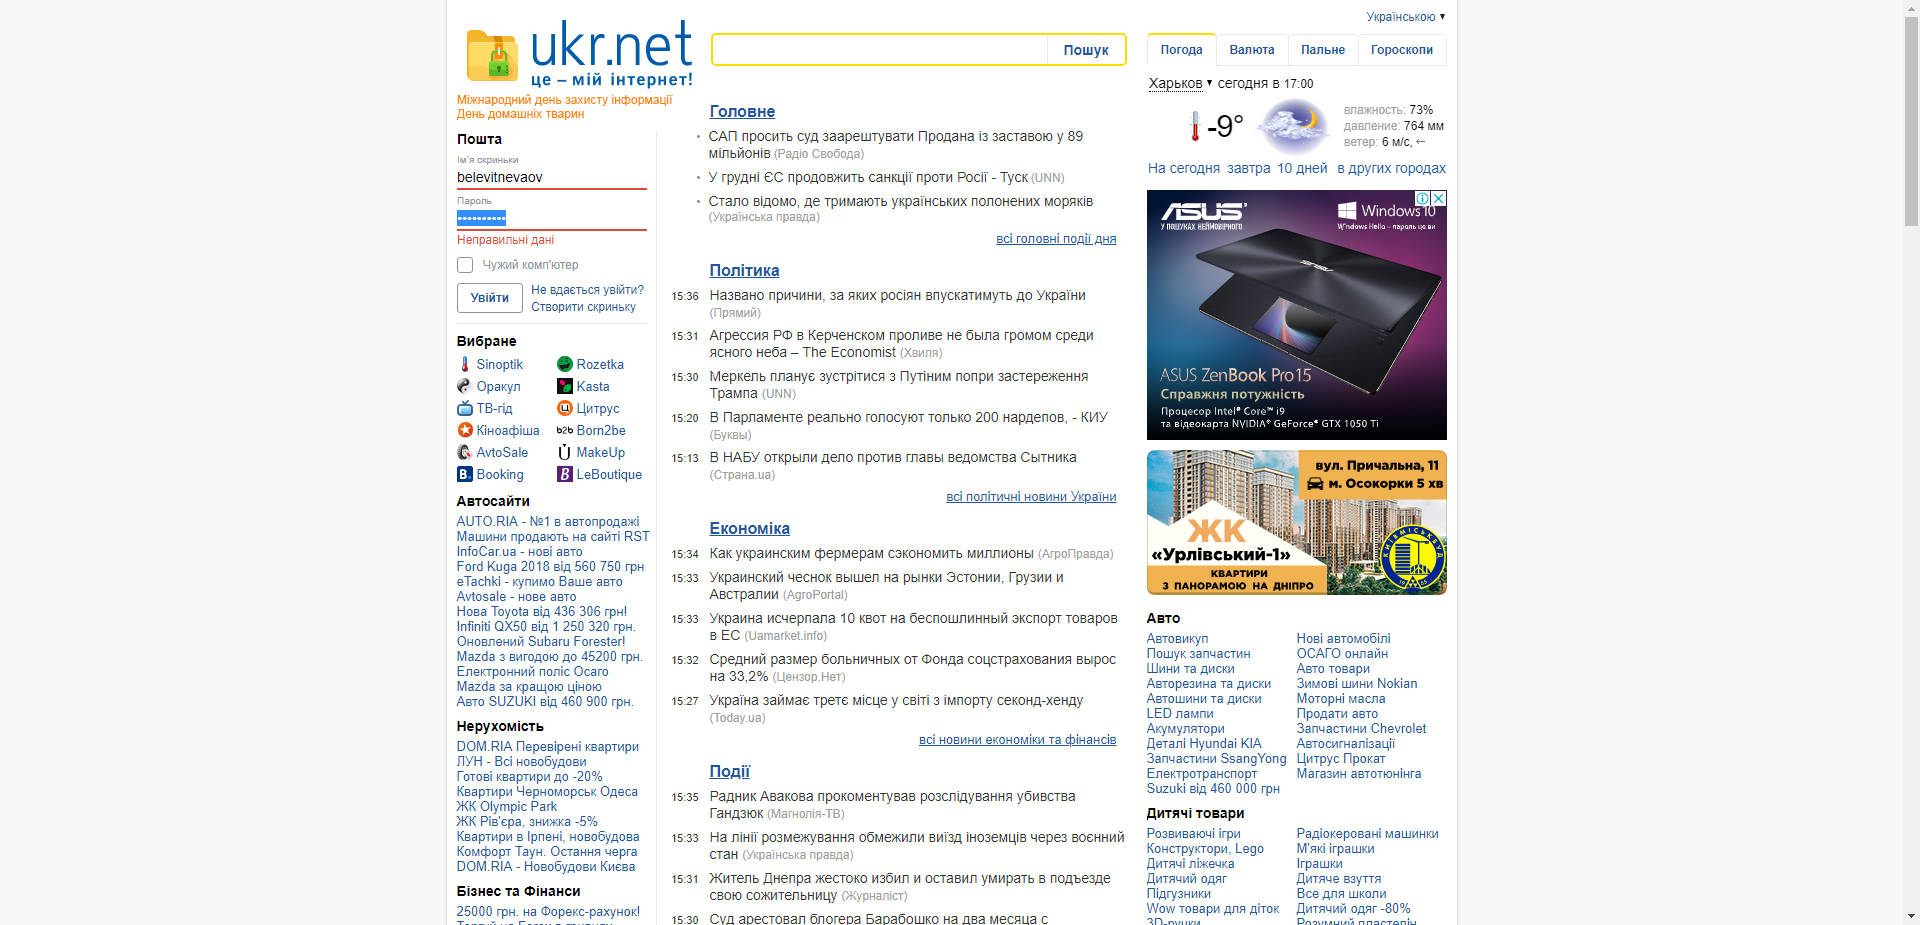 Українською ▼
ukr.net
це – мій інтернет!
Пошук
Погода Валюта Пальне Гороскопи
Міжнародний день захисту інформації
День домашніх тварин
Пошта
Ім'я скриньки
belevitnevaov
Пароль
••••••••••
Неправильні дані
Чужий комп'ютер
Увійти
Не вдається увійти?
Створити скриньку
Вибране
Sinoptik Rozetka
Оракул Kasta
ТВ-гід Цитрус
Кіноафіша Born2be
AvtoSale MakeUp
Booking LeBoutique
Автосайти
AUTO.RIA - №1 в автопродажі
Машини продають на сайті RST
InfoCar.ua - нові авто
Ford Kuga 2018 від 560 750 грн
eTachki - купимо Ваше авто
Avtosale - нове авто
Нова Toyota від 436 306 грн!
Infiniti QX50 від 1 250 320 грн.
Оновлений Subaru Forester!
Mazda з вигодою до 45200 грн.
Електронний поліс Осаго
Mazda за кращою ціною
Авто SUZUKI від 460 900 грн.
Нерухомість
DOM.RIA Перевірені квартири
ЛУН - Всі новобудови
Готові квартири до -20%
Квартири Черноморськ Одеса
ЖК Olympic Park
ЖК Рів'єра, знижка -5%
Квартири в Ірпені, новобудова
Комфорт Таун. Остання черга
DOM.RIA - Новобудови Києва
Бізнес та Фінанси
25000 грн. на Форекс-рахунок!
Головне
САП просить суд заарештувати Продана із заставою у 89
мільйонів (Радіо Свобода)
У грудні ЄС продовжить санкції проти Росії - Туск (UNN)
Стало відомо, де тримають українських полонених моряків
(Українська правда)
всі головні події дня
Політика
15:36 Названо причини, за яких росіян впускатимуть до України
(Прямий)
15:31 Агрессия РФ в Керченском проливе не была громом среди
ясного неба – The Economist (Хвиля)
15:30 Меркель планує зустрітися з Путіним попри застереження
Трампа (UNN)
15:20 В Парламенте реально голосуют только 200 нардепов, - КИУ
(Буквы)
15:13 В НАБУ открыли дело против главы ведомства Сытника
(Страна.ua)
всі політичні новини України
Економіка
15:34 Как украинским фермерам сэкономить миллионы (АгроПравда)
15:33 Украинский чеснок вышел на рынки Эстонии, Грузии и
Австралии (AgroPortal)
15:33 Украина исчерпала 10 квот на беспошлинный экспорт товаров
в ЕС (Uamarket.info)
15:32 Средний размер больничных от Фонда соцстрахования вырос
на 33,2% (Цензор.Нет)
15:27 Україна займає третє місце у світі з імпорту секонд-хенду
(Today.ua)
всі новини економіки та фінансів
Події
15:35 Радник Авакова прокоментував розслідування убивства
Гандзюк (Магнолія-ТВ)
15:33 На лінії розмежування обмежили виїзд іноземців через воєнний
стан (Українська правда)
15:31 Житель Днепра жестоко избил и оставил умирать в подъезде
свою сожительницу (Журналіст)
15:30 Суд арестовал блогера Барабошко на два месяца с
Харьков ▼ сегодня в 17:00
-9°
влажность: 73%
давление: 764 мм
ветер: 6 м/с, ←
На сегодня завтра 10 дней в других городах
ASUS
У ПОШУКАХ НЕЙМОВІРНОГО
Windows 10
Windows Hello – пароль це ви
ASUS ZenBook Pro 15
Справжня потужність
Процесор Intel® Core™ i9
та відеокарта NVIDIA® GeForce® GTX 1050 Ti
вул. Причальна, 11
м. Осокорки 5 хв
ЖК
«Урлівський-1»
КВАРТИРИ
З ПАНОРАМОЮ НА ДНІПРО
КИЇВМІСЬКБУД
Авто
Автовикуп Нові автомобілі
Пошук запчастин ОСАГО онлайн
Шини та диски Авто товари
Авторезина та диски Зимові шини Nokian
Автошини та диски Моторні масла
LED лампи Продати авто
Акумулятори Запчастини Chevrolet
Деталі Hyundai KIA Автосигналізації
Запчастини SsangYong Цитрус Прокат
Електротранспорт Магазин автотюнінга
Suzuki від 460 000 грн
Дитячі товари
Розвиваючі ігри Радіокеровані машинки
Конструктори, Lego М'які іграшки
Дитячі ліжечка Іграшки
Дитячий одяг Дитяче взуття
Підгузники Все для школи
Wow товари для діток Дитячий одяг -80%
3D-ручки Розумний пластелін